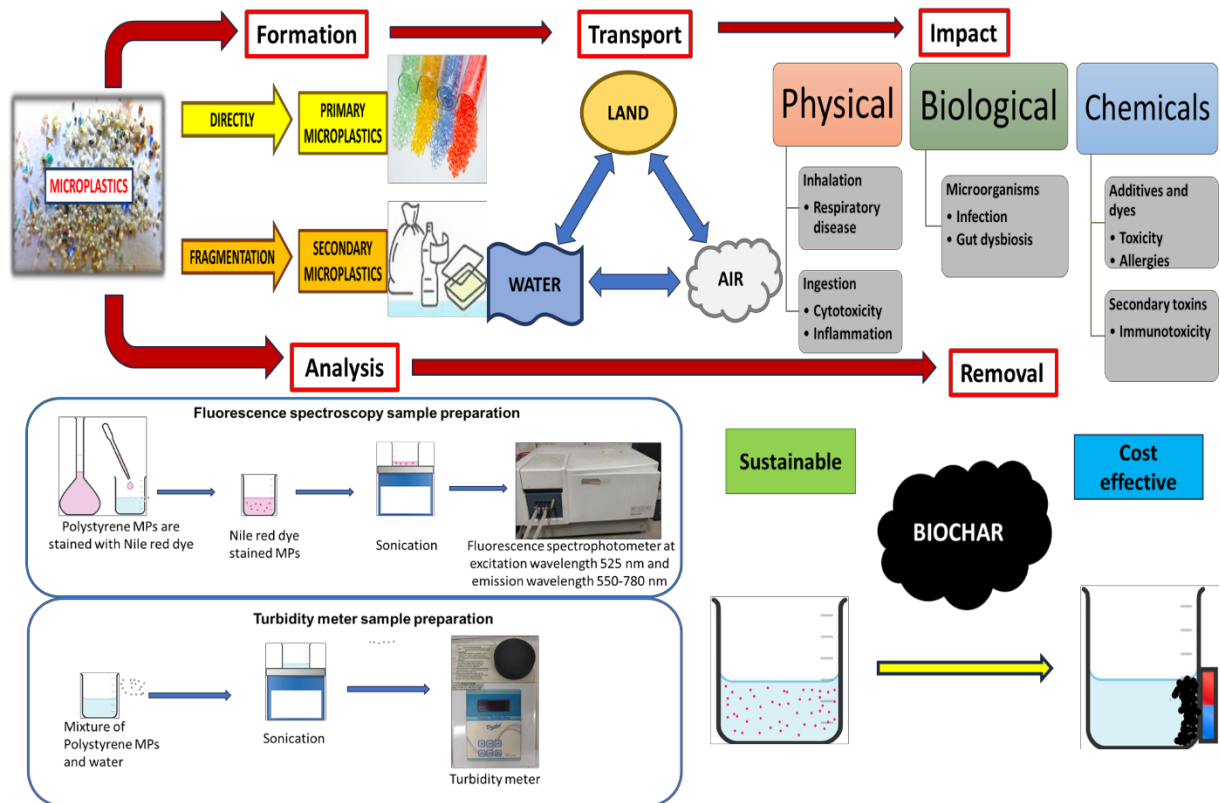 Formation
Transport
Impact
MICROPLASTICS
DIRECTLY
PRIMARY
MICROPLASTICS
FRAGMENTATION
SECONDARY
MICROPLASTICS
LAND
WATER
AIR
Physical
Inhalation
• Respiratory
disease
Ingestion
• Cytotoxicity
• Inflammation
Biological
Microorganisms
• Infection
• Gut dysbiosis
Chemicals
Additives and
dyes
• Toxicity
• Allergies
Secondary toxins
• Immunotoxicity
Analysis
Removal
Fluorescence spectroscopy sample preparation
Polystyrene MPs are
stained with Nile red dye
Nile red dye
stained MPs
Sonication
Fluorescence spectrophotometer at
excitation wavelength 525 nm and
emission wavelength 550-780 nm
Turbidity meter sample preparation
Mixture of
Polystyrene MPs
and water
Sonication
Turbidity meter
Sustainable
BIOCHAR
Cost
effective